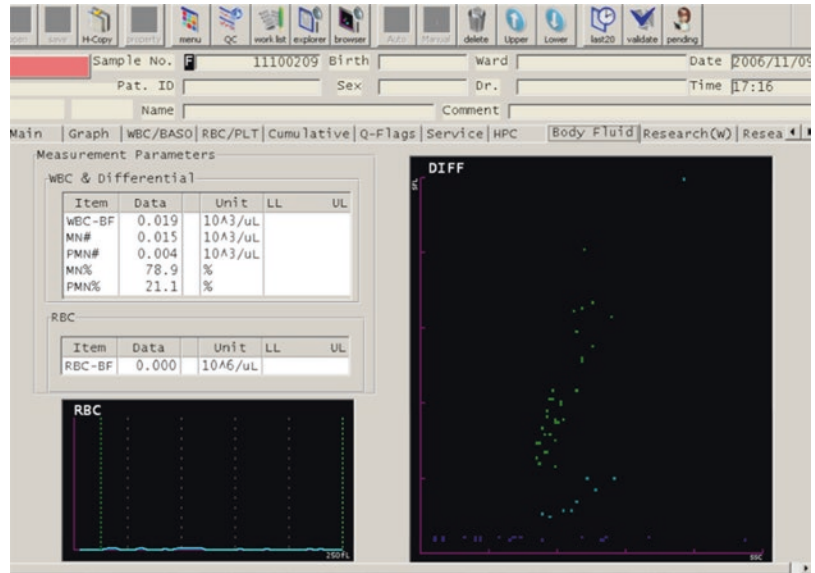 open save H-Copy property menu QC work list explorer browser Auto Manual delete Upper Lower last20 validate pending
Sample No. F 11100209 Birth Ward Date 2006/11/09
Pat. ID Sex Dr. Time 17:16
Name Comment
Main Graph WBC/BASO RBC/PLT Cumulative Q-Flags Service HPC Body Fluid Research(W) Resea
Measurement Parameters
WBC & Differential
Item Data Unit LL UL
WBC-BF 0.019 10^3/uL
MN# 0.015 10^3/uL
PMN# 0.004 10^3/uL
MN% 78.9 %
PMN% 21.1 %
RBC
Item Data Unit LL UL
RBC-BF 0.000 10^6/uL
RBC
250fL
DIFF
SFL
SSC